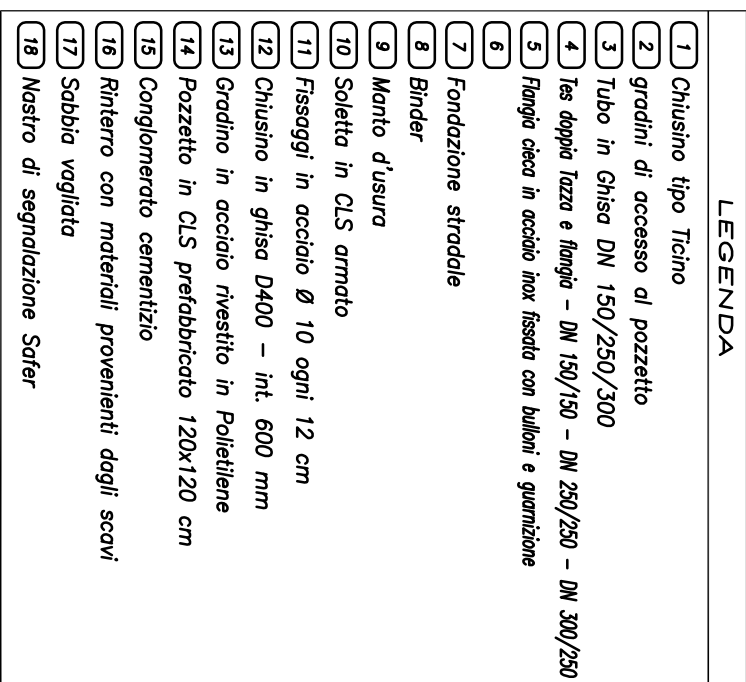 LEGENDA
1 Chiusino tipo Ticino
2 gradini di accesso al pozzetto
3 Tubo in Ghisa DN 150/250/300
4 Tes doppia Tazza e flangia – DN 150/150 – DN 250/250 – DN 300/250
5 Flangia cieca in acciaio inox fissata con bulloni e guarnizione
6
7 Fondazione stradale
8 Binder
9 Manto d'usura
10 Soletta in CLS armato
11 Fissaggi in acciaio Ø 10 ogni 12 cm
12 Chiusino in ghisa D400 – int. 600 mm
13 Gradino in acciaio rivestito in Polietilene
14 Pozzetto in CLS prefabbricato 120x120 cm
15 Conglomerato cementizio
16 Rinterro con materiali provenienti dagli scavi
17 Sabbia vagliata
18 Nastro di segnalazione Safer